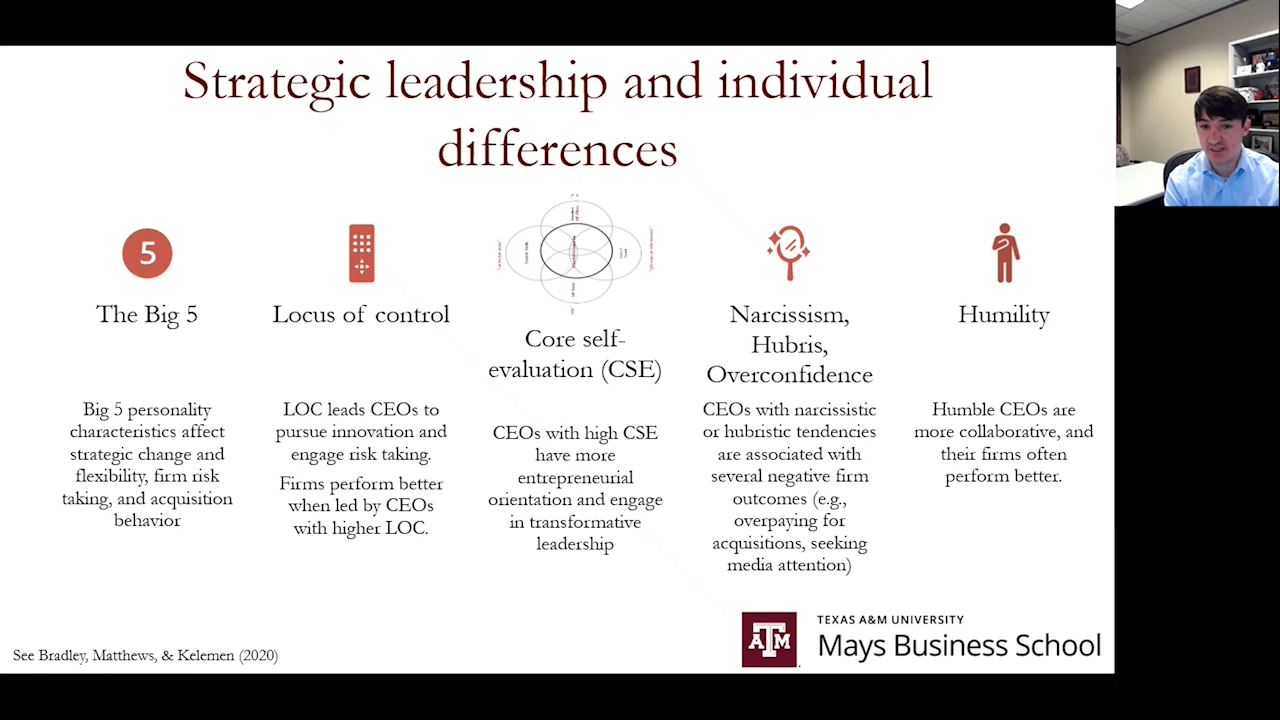 Strategic leadership and individual
differences
5
The Big 5
Big 5 personality
characteristics affect
strategic change and
flexibility, firm risk
taking, and acquisition
behavior
Locus of control
LOC leads CEOs to
pursue innovation and
engage risk taking.
Firms perform better
when led by CEOs
with higher LOC.
Core self-
evaluation (CSE)
CEOs with high CSE
have more
entrepreneurial
orientation and engage
in transformative
leadership
Narcissism,
Hubris,
Overconfidence
CEOs with narcissistic
or hubristic tendencies
are associated with
several negative firm
outcomes (e.g.,
overpaying for
acquisitions, seeking
media attention)
Humility
Humble CEOs are
more collaborative, and
their firms often
perform better.
See Bradley, Matthews, & Kelemen (2020)
ATM
TEXAS A&M UNIVERSITY
Mays Business School